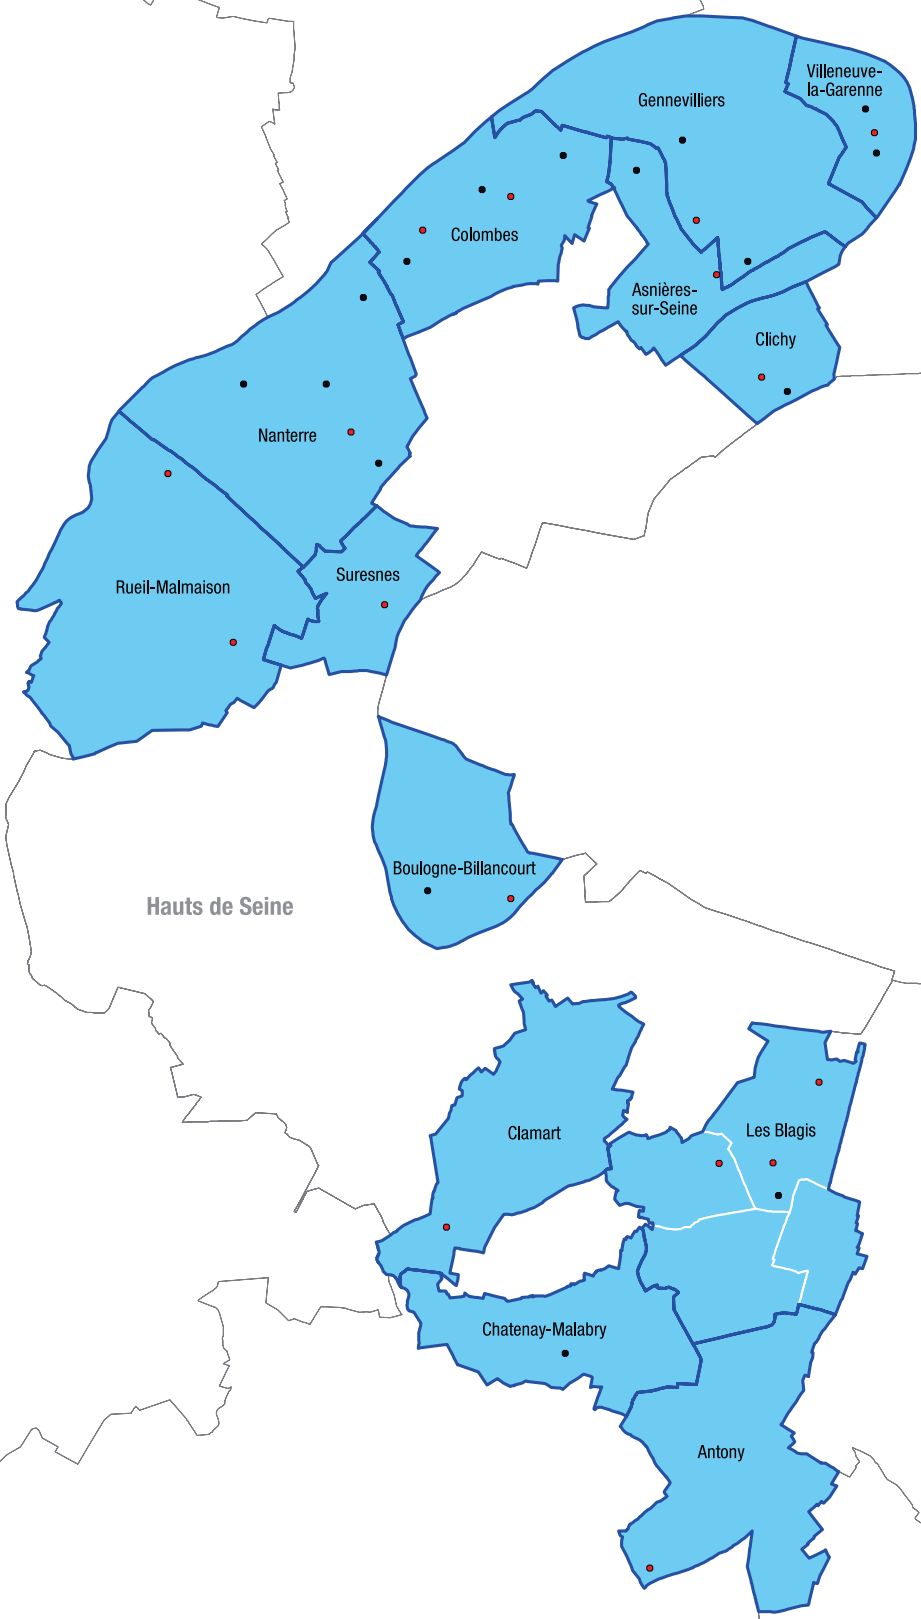 Villeneuve-
la-Garenne
Gennevilliers
Colombes
Asnières-
sur-Seine
Clichy
Nanterre
Suresnes
Rueil-Malmaison
Boulogne-Billancourt
Hauts de Seine
Clamart
Les Blagis
Chatenay-Malabry
Antony